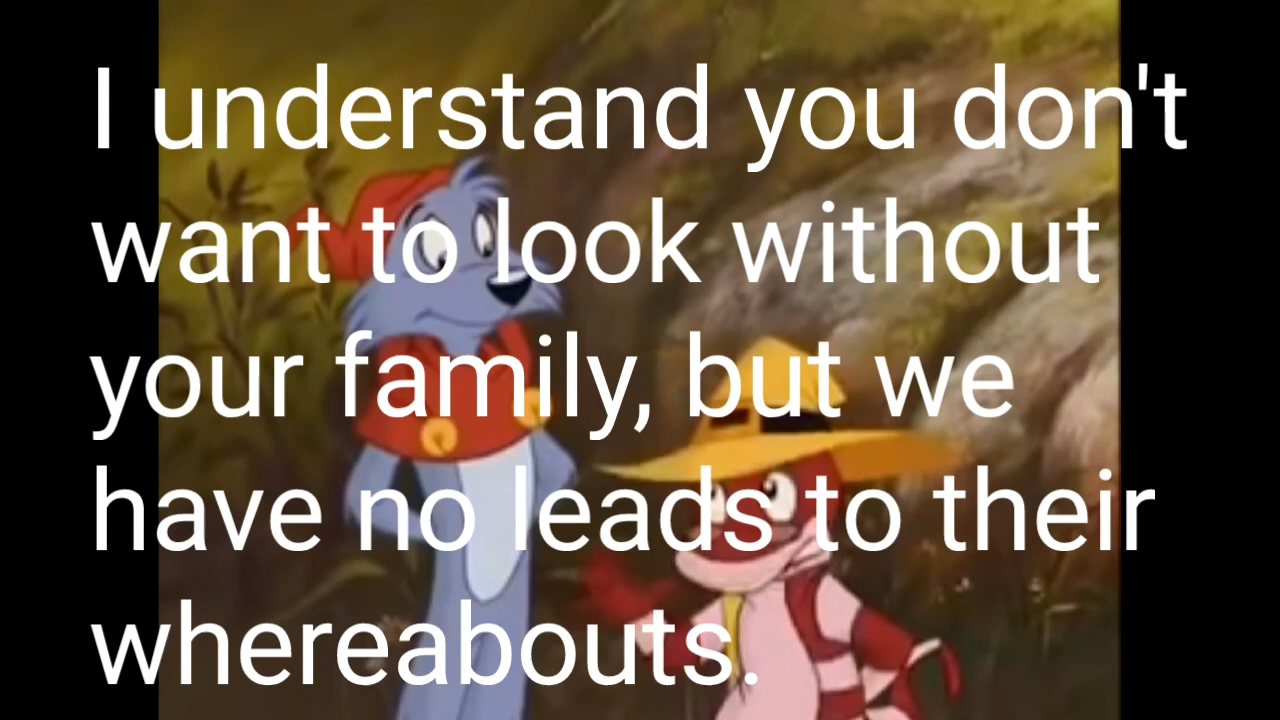 I understand you don't
want to look without
your family, but we
have no leads to their
whereabouts.